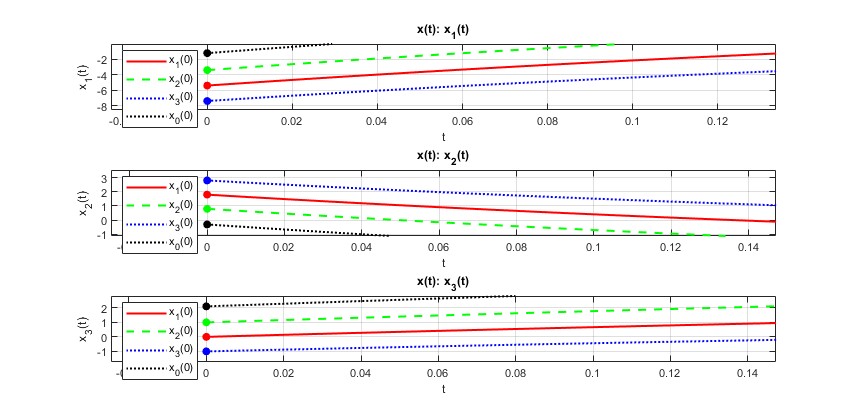 x(t): x₁(t)
x₁(t)
-2
-4
-6
-8
x₁(0)
x₂(0)
x₃(0)
x₀(0)
-0.
0
0.02
0.04
0.06
0.08
0.1
0.12
t
x(t): x₂(t)
x₂(t)
3
2
1
0
-1
x₁(0)
x₂(0)
x₃(0)
x₀(0)
0
0.02
0.04
0.06
0.08
0.1
0.12
0.14
t
x(t): x₃(t)
x₃(t)
2
1
0
-1
x₁(0)
x₂(0)
x₃(0)
x₀(0)
0
0.02
0.04
0.06
0.08
0.1
0.12
0.14
t